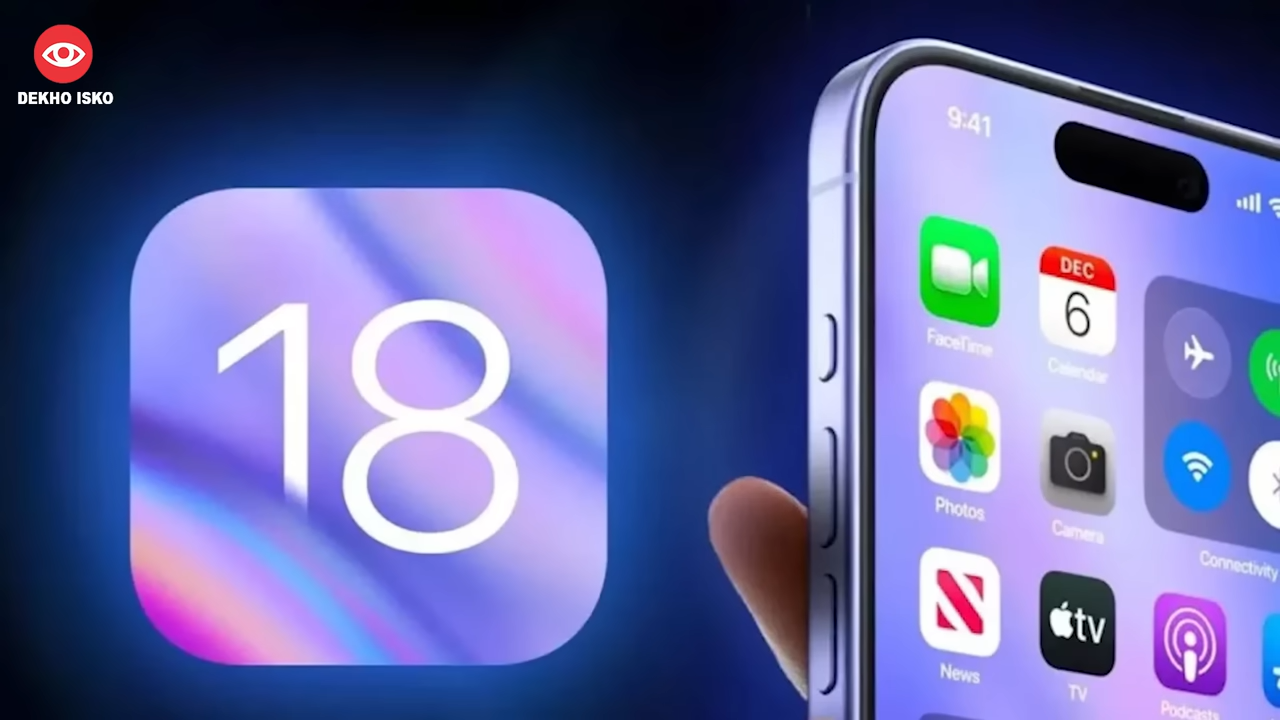 DEKHO ISKO
18
9:41
FaceTime
DEC
6
Calendar
Photos
Camera
Connectivity
News
tv
TV
Podcasts